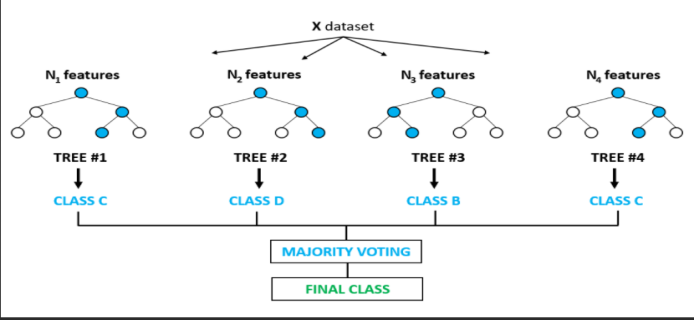 X dataset
N1 features
N2 features
N3 features
N4 features
TREE #1
TREE #2
TREE #3
TREE #4
CLASS C
CLASS D
CLASS B
CLASS C
MAJORITY VOTING
FINAL CLASS